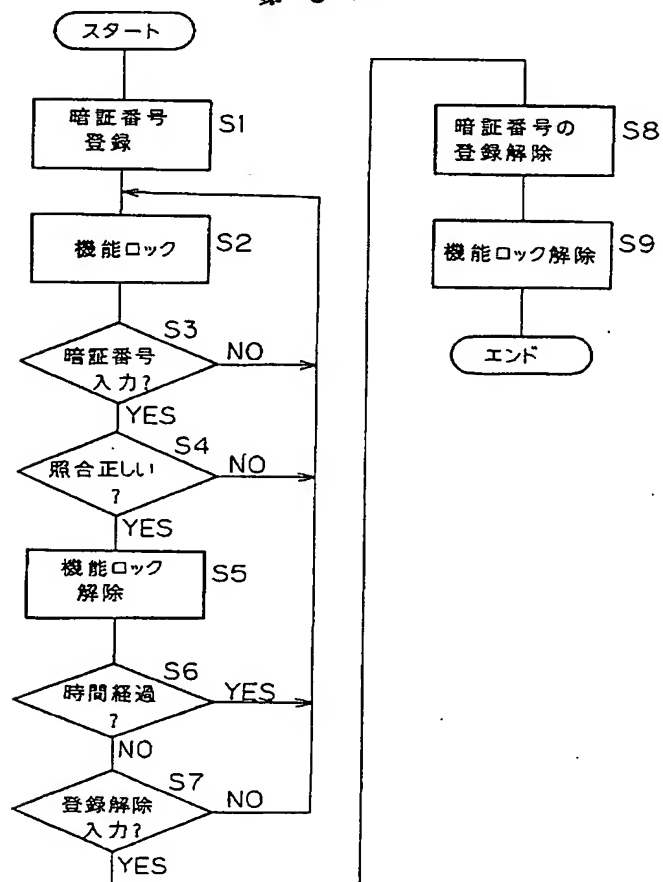 スタート
暗証番号
登録
S1
機能ロック
S2
S3
暗証番号
入力?
NO
YES
S4
照合正しい
?
NO
YES
機能ロック
解除
S5
S6
時間経過
?
YES
NO
S7
登録解除
入力?
NO
YES
暗証番号の
登録解除
S8
機能ロック解除
S9
エンド